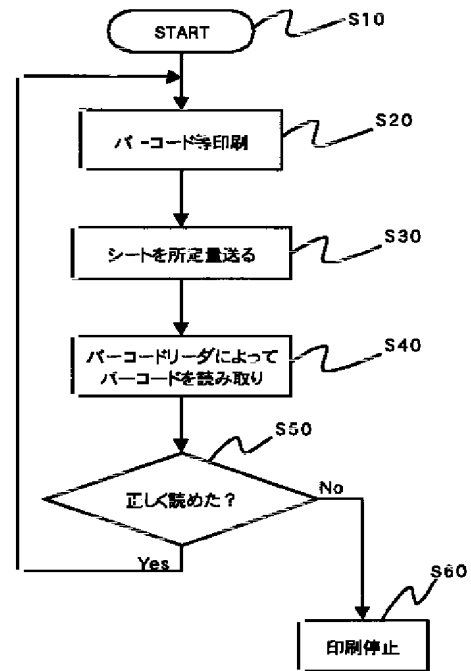 START
S10
バーコード等印刷
S20
シートを所定量送る
S30
バーコードリーダによって
バーコードを読み取り
S40
正しく読めた?
S50
Yes
No
印刷停止
S60